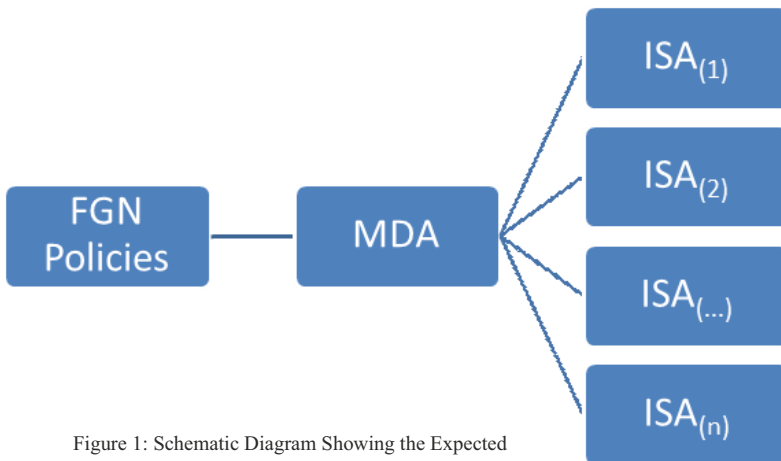 FGN
Policies
MDA
ISA(1)
ISA(2)
ISA(...)
ISA(n)
Figure 1: Schematic Diagram Showing the Expected